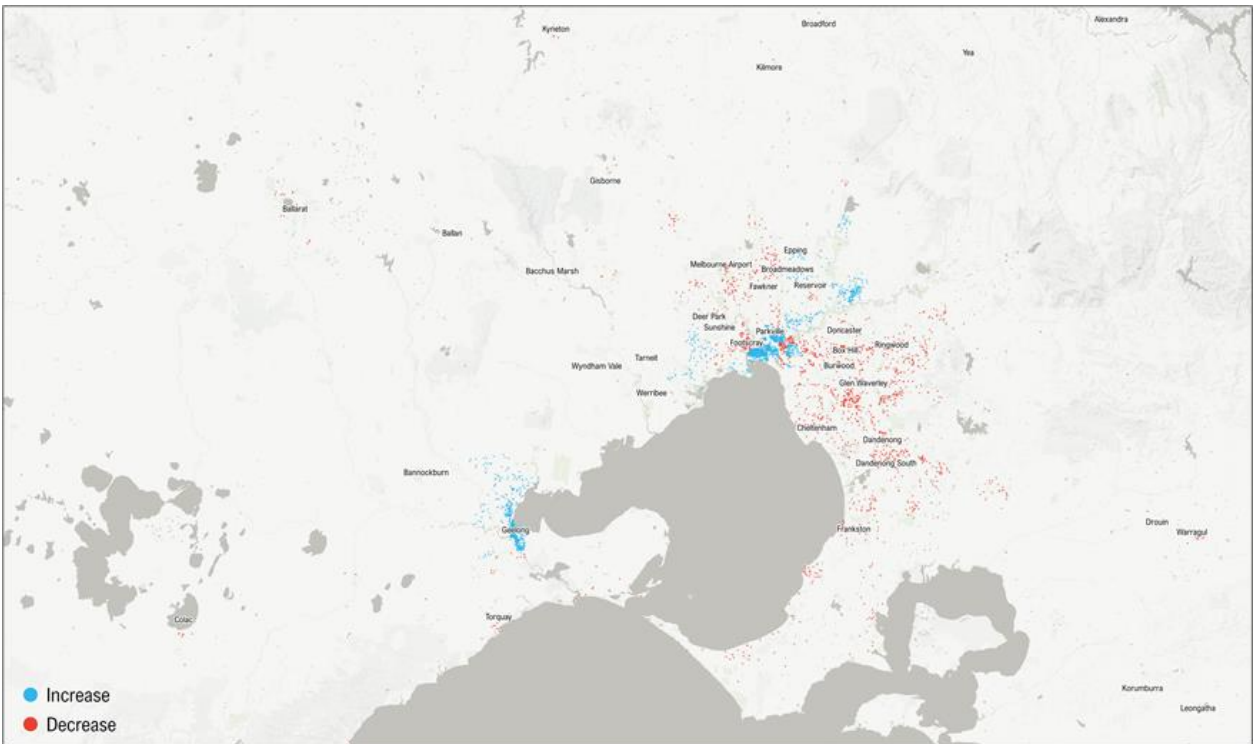 Alexandra
Broadford
Kyneton
Yea
Kilmora
Gisborne
Ballarat
Ballan
Epping
Melbourne Airport
Broadmeadows
Bacchus Marsh
Fawkner
Reservoir
Deer Park
Sunshine
Parkville
Doncaster
Footscray
Box Hill
Ringwood
Tarneit
Wyndham Vale
Burwood
Glen Waverley
Werribee
Cheltenham
Dandenong
Dandenong South
Bannockburn
Geelong
Frankston
Drouin
Warragul
Torquay
Colac
Korumburra
Leongatha
Increase
Decrease